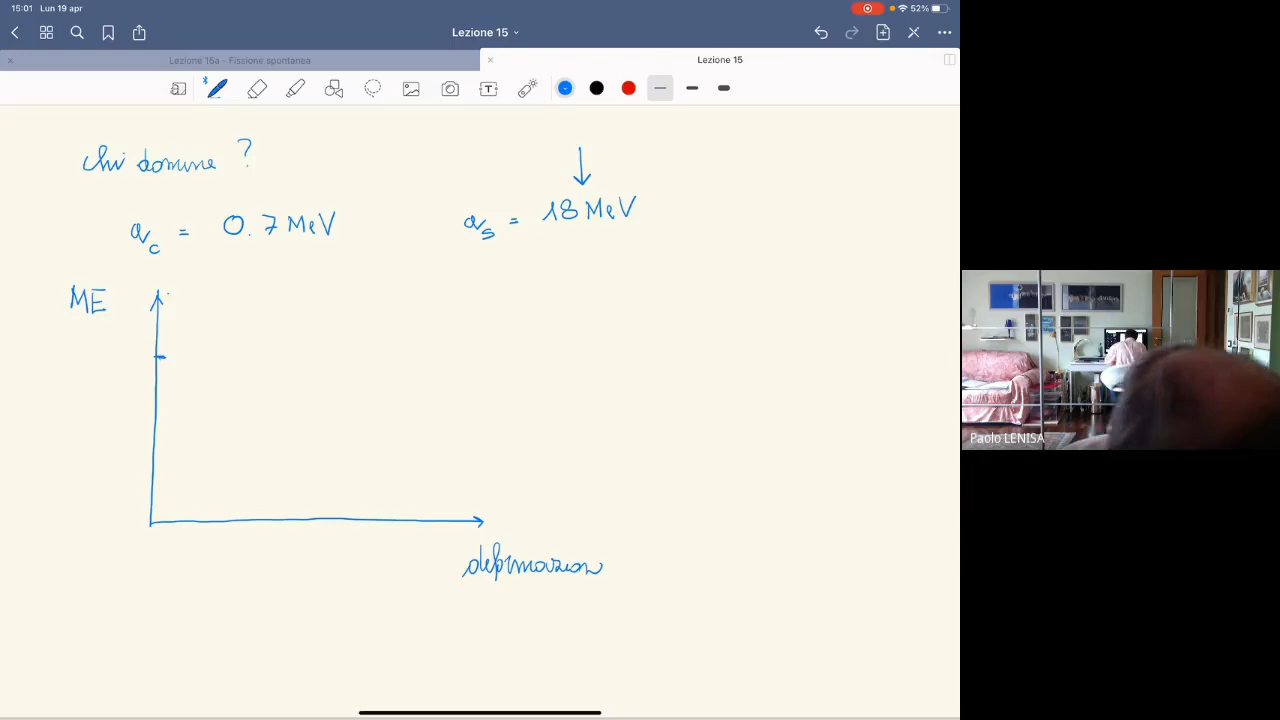 15:01 Lun 19 apr
52%
Lezione 15
Lezione 15a - Fissione spontanea
Lezione 15
chi domina ?
a_c = 0.7 MeV
a_s = 18 MeV
ME
deformazion
Paolo LENISA